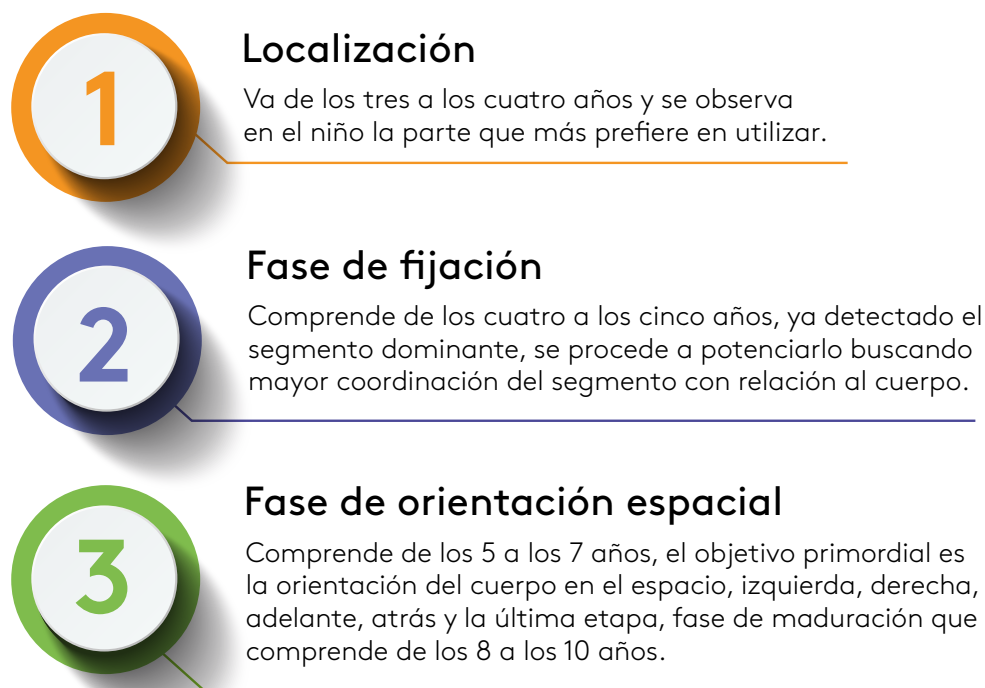 1
Localización
Va de los tres a los cuatro años y se observa
en el niño la parte que más prefiere en utilizar.
2
Fase de fijación
Comprende de los cuatro a los cinco años, ya detectado el
segmento dominante, se procede a potenciarlo buscando
mayor coordinación del segmento con relación al cuerpo.
3
Fase de orientación espacial
Comprende de los 5 a los 7 años, el objetivo primordial es
la orientación del cuerpo en el espacio, izquierda, derecha,
adelante, atrás y la última etapa, fase de maduración que
comprende de los 8 a los 10 años.